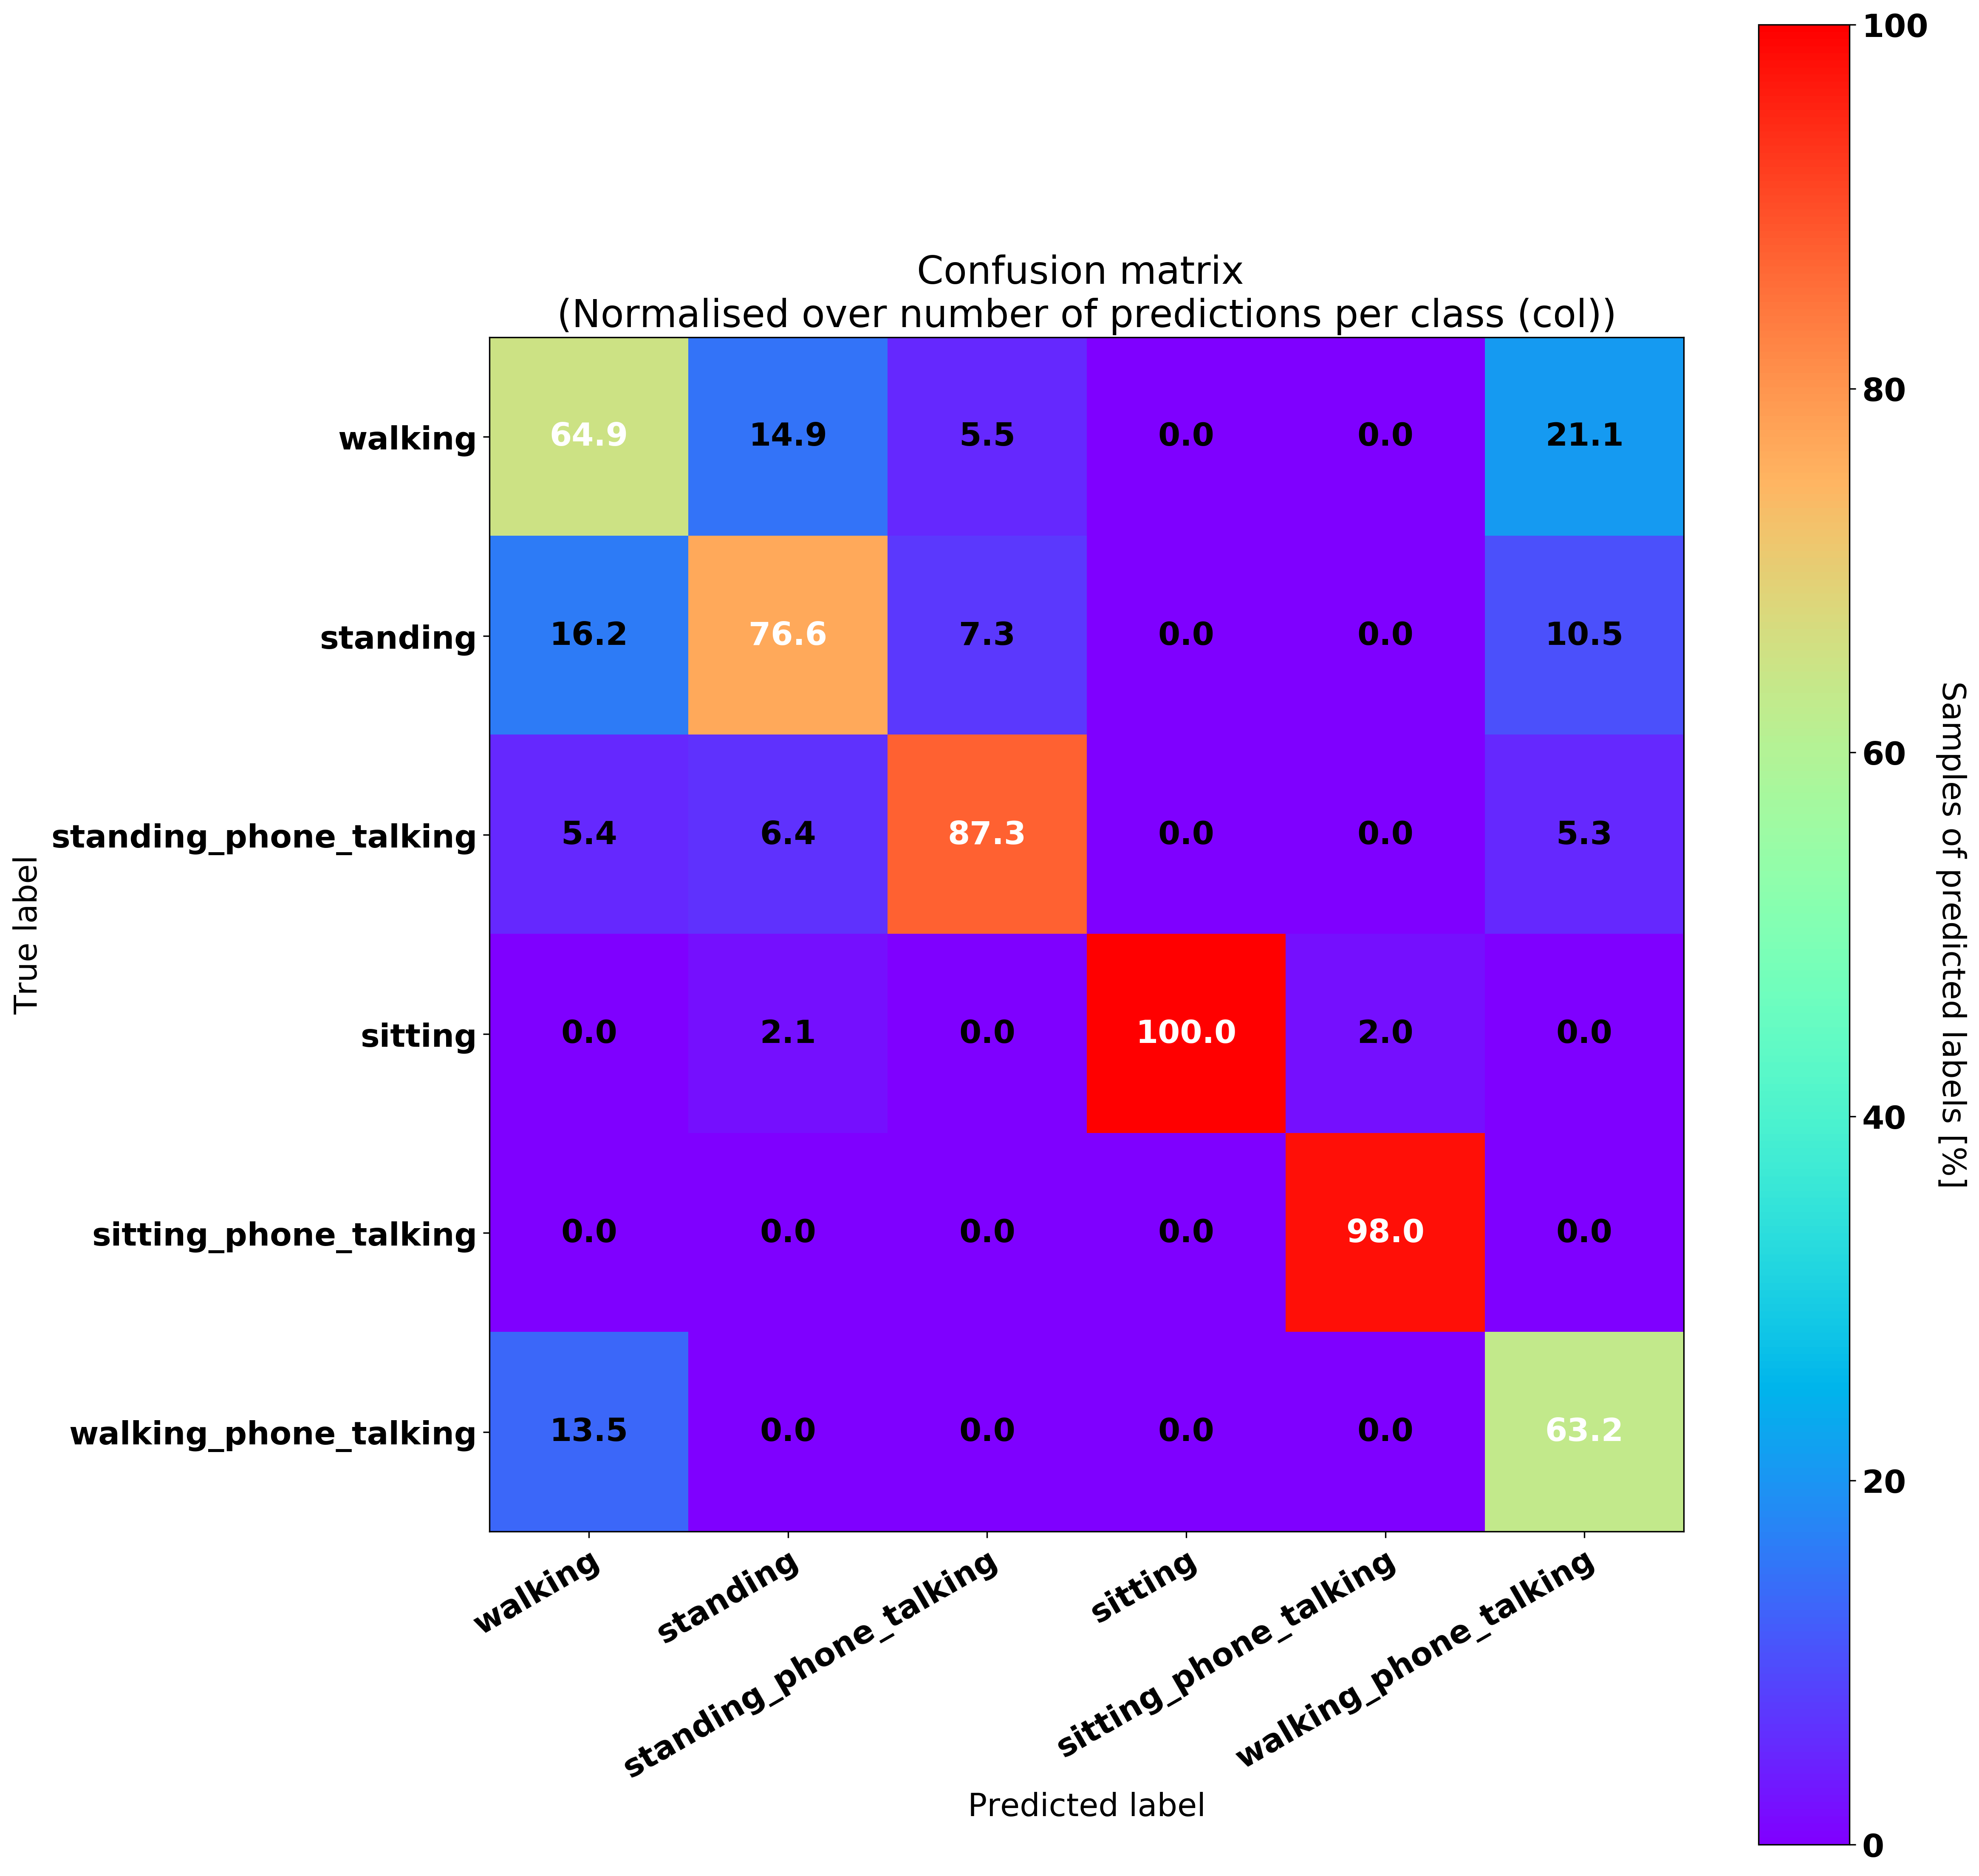 Confusion matrix
(Normalised over number of predictions per class (col))
True label
walking
64.9 14.9 5.5 0.0 0.0 21.1
standing
16.2 76.6 7.3 0.0 0.0 10.5
standing_phone_talking
5.4 6.4 87.3 0.0 0.0 5.3
sitting
0.0 2.1 0.0 100.0 2.0 0.0
sitting_phone_talking
0.0 0.0 0.0 0.0 98.0 0.0
walking_phone_talking
13.5 0.0 0.0 0.0 0.0 63.2
walking
standing
standing_phone_talking
sitting
sitting_phone_talking
walking_phone_talking
Predicted label
100
80
60
40
20
0
Samples of predicted labels [%]